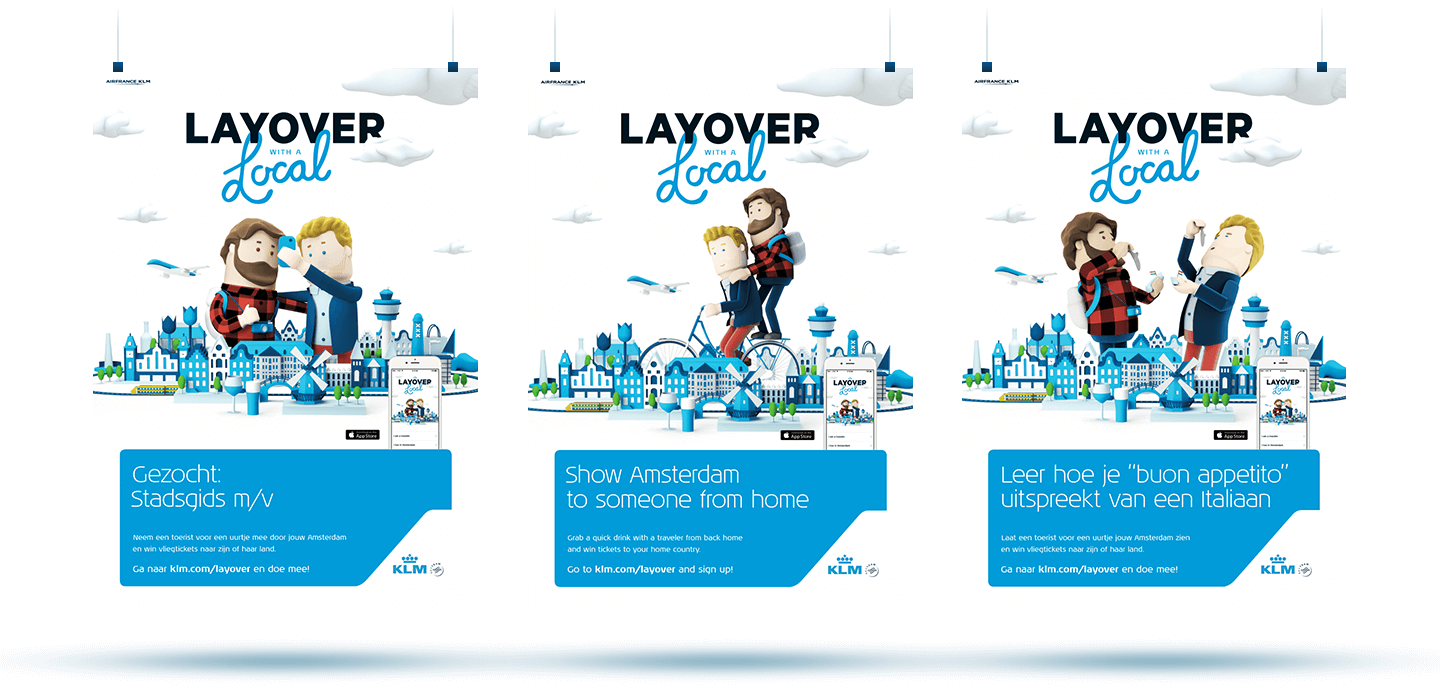 AIRFRANCE KLM
LAYOVER
WITH A
Local
XXX
LAYOVER
Local
App Store
Gezocht:
Stadsgids m/v
Neem een toerist voor een uurtje mee door jouw Amsterdam
en win vliegtickets naar zijn of haar land.
Ga naar klm.com/layover en doe mee!
KLM
AIRFRANCE KLM
LAYOVER
WITH A
Local
XXX
LAYOVER
Local
App Store
Show Amsterdam
to someone from home
Grab a quick drink with a traveler from back home
and win tickets to your home country.
Go to klm.com/layover and sign up!
KLM
AIRFRANCE KLM
LAYOVER
WITH A
Local
XXX
LAYOVER
Local
App Store
Leer hoe je "buon appetito"
uitspreekt van een Italiaan
Laat een toerist voor een uurtje jouw Amsterdam zien
en win vliegtickets naar zijn of haar land.
Ga naar klm.com/layover en doe mee!
KLM